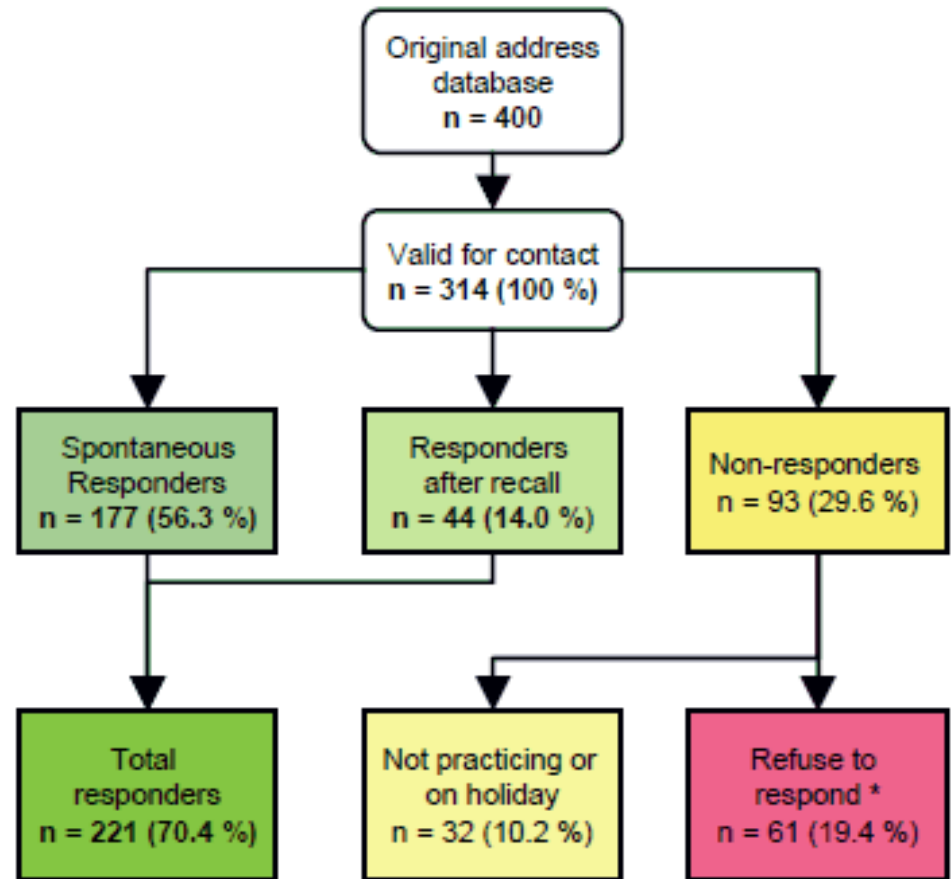 Original address
database
n = 400
Valid for contact
n = 314 (100 %)
Spontaneous
Responders
n = 177 (56.3 %)
Responders
after recall
n = 44 (14.0 %)
Non-responders
n = 93 (29.6 %)
Total
responders
n = 221 (70.4 %)
Not practicing or
on holiday
n = 32 (10.2 %)
Refuse to
respond *
n = 61 (19.4 %)